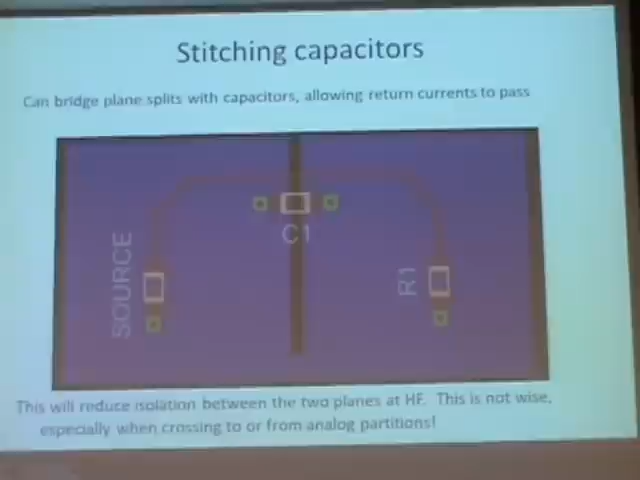 Stitching capacitors
Can bridge plane splits with capacitors, allowing return currents to pass
C1
SOURCE
R1
This will reduce isolation between the two planes at HF. This is not wise,
especially when crossing to or from analog partitions!